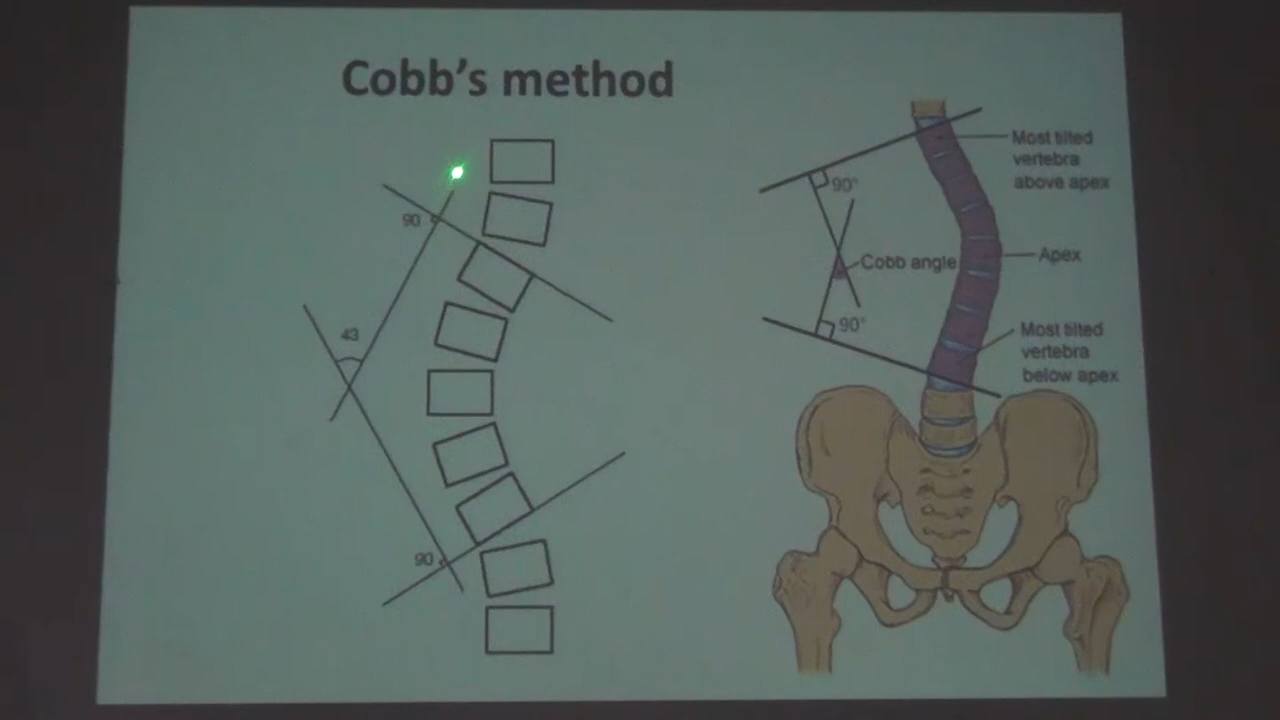 Cobb's method
90
43
90
Most tilted
vertebra
above apex
90°
Cobb angle
Apex
90°
Most tilted
vertebra
below apex